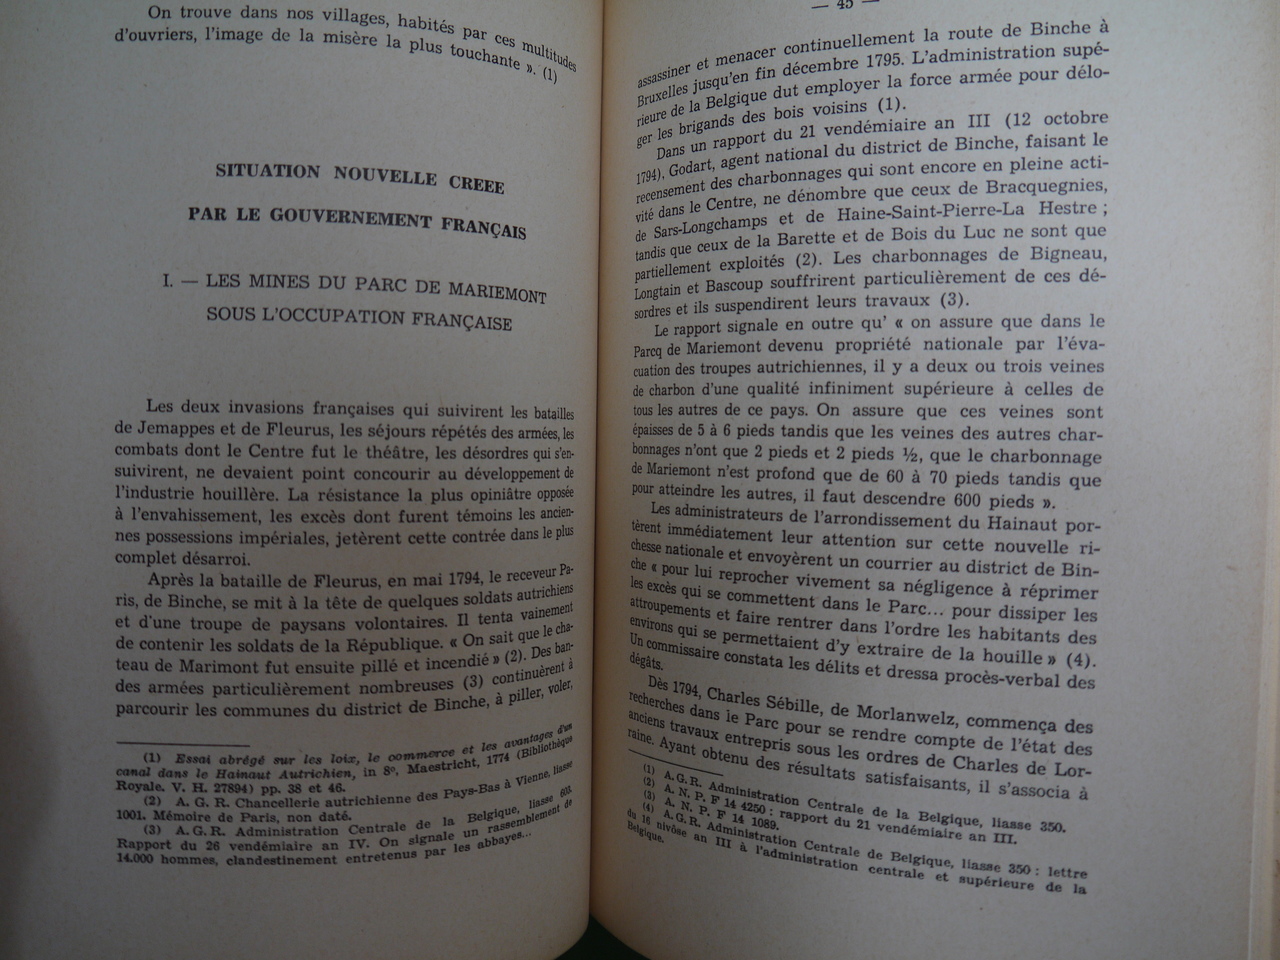 On trouve dans nos villages, habités par ces multitudes
d'ouvriers, l'image de la misère la plus touchante ». (1)
SITUATION NOUVELLE CREEE
PAR LE GOUVERNEMENT FRANÇAIS
I. — LES MINES DU PARC DE MARIEMONT
SOUS L'OCCUPATION FRANÇAISE
Les deux invasions françaises qui suivirent les batailles
de Jemappes et de Fleurus, les séjours répétés des armées, les
combats dont le Centre fut le théâtre, les désordres qui s'en-
suivirent, ne devaient point concourir au développement de
l'industrie houillère. La résistance la plus opiniâtre opposée
à l'envahissement, les excès dont furent témoins les ancien-
nes possessions impériales, jetèrent cette contrée dans le plus
complet désarroi.
Après la bataille de Fleurus, en mai 1794, le receveur Pa-
ris, de Binche, se mit à la tête de quelques soldats autrichiens
et d'une troupe de paysans volontaires. Il tenta vainement
de contenir les soldats de la République. « On sait que le châ-
teau de Marimont fut ensuite pillé et incendié » (2). Des ban-
des armées particulièrement nombreuses (3) continuèrent à
parcourir les communes du district de Binche, à piller, voler,
(1) Essai abrégé sur les loix, le commerce et les avantages d'un
canal dans le Hainaut Autrichien, in 8°, Maestricht, 1774 (Bibliothèque
Royale. V. H. 27894) pp. 38 et 46.
(2) A. G. R. Chancellerie autrichienne des Pays-Bas à Vienne, liasse
1001. Mémoire de Paris, non daté.
(3) A. G. R. Administration Centrale de la Belgique, liasse 603.
Rapport du 26 vendémiaire an IV. On signale un rassemblement de
14.000 hommes, clandestinement entretenus par les abbayes...
— 45 —
assassiner et menacer continuellement la route de Binche à
Bruxelles jusqu'en fin décembre 1795. L'administration supé-
rieure de la Belgique dut employer la force armée pour délo-
ger les brigands des bois voisins (1).
Dans un rapport du 21 vendémiaire an III (12 octobre
1794), Godart, agent national du district de Binche, faisant le
recensement des charbonnages qui sont encore en pleine acti-
vité dans le Centre, ne dénombre que ceux de Bracquegnies,
de Sars-Longchamps et de Haine-Saint-Pierre-La Hestre ;
tandis que ceux de la Barette et de Bois du Luc ne sont que
partiellement exploités (2). Les charbonnages de Bigneau,
Longtain et Bascoup souffrirent particulièrement de ces dé-
sordres et ils suspendirent leurs travaux (3).
Le rapport signale en outre qu' « on assure que dans le
Parcq de Mariemont devenu propriété nationale par l'éva-
cuation des troupes autrichiennes, il y a deux ou trois veines
de charbon d'une qualité infiniment supérieure à celles de
tous les autres de ce pays. On assure que ces veines sont
épaisses de 5 à 6 pieds tandis que les veines des autres char-
bonnages n'ont que 2 pieds et 2 pieds ½, que le charbonnage
de Mariemont n'est profond que de 60 à 70 pieds tandis que
pour atteindre les autres, il faut descendre 600 pieds ».
Les administrateurs de l'arrondissement du Hainaut por-
tèrent immédiatement leur attention sur cette nouvelle ri-
chesse nationale et envoyèrent un courrier au district de Bin-
che « pour lui reprocher vivement sa négligence à réprimer
les excès qui se commettent dans le Parc... pour dissiper les
attroupements et faire rentrer dans l'ordre les habitants des
environs qui se permettaient d'y extraire de la houille » (4).
Un commissaire constata les délits et dressa procès-verbal des
dégâts.
Dès 1794, Charles Sébille, de Morlanwelz, commença des
recherches dans le Parc pour se rendre compte de l'état des
anciens travaux entrepris sous les ordres de Charles de Lor-
raine. Ayant obtenu des résultats satisfaisants, il s'associa à
(1) A.G.R. Administration Centrale de la Belgique, liasse 350.
(2) A. N. P. F 14 4250 : rapport du 21 vendémiaire an III.
(3) A. N. P. F 14 1089.
(4) A.G.R. Administration Centrale de Belgique, liasse 350 : lettre
du 16 nivôse an III à l'administration centrale et supérieure de la
Belgique.